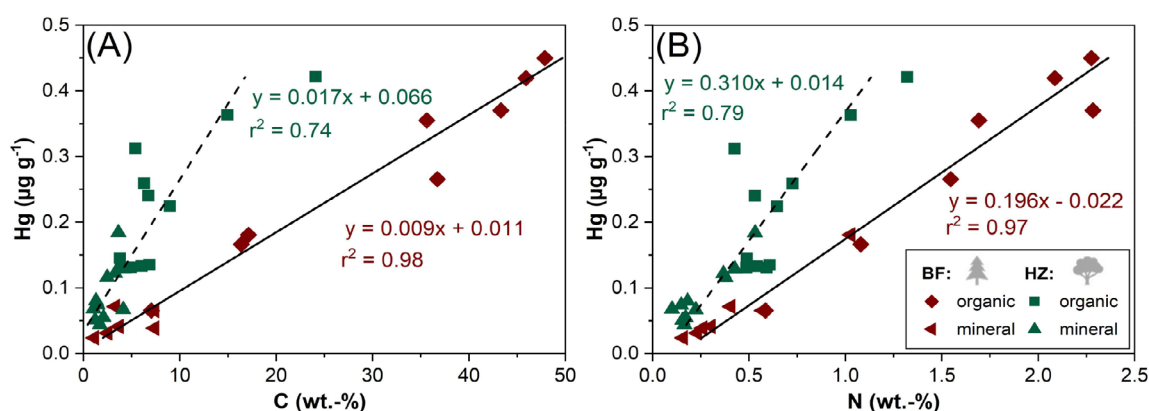 (A)
0.5
0.4
0.3
0.2
0.1
0.0
Hg (µg g⁻¹)
y = 0.017x + 0.066
r² = 0.74
y = 0.009x + 0.011
r² = 0.98
0 10 20 30 40 50
C (wt.-%)
(B)
0.5
0.4
0.3
0.2
0.1
0.0
Hg (µg g⁻¹)
y = 0.310x + 0.014
r² = 0.79
y = 0.196x - 0.022
r² = 0.97
BF: HZ:
organic organic
mineral mineral
0.0 0.5 1.0 1.5 2.0 2.5
N (wt.-%)